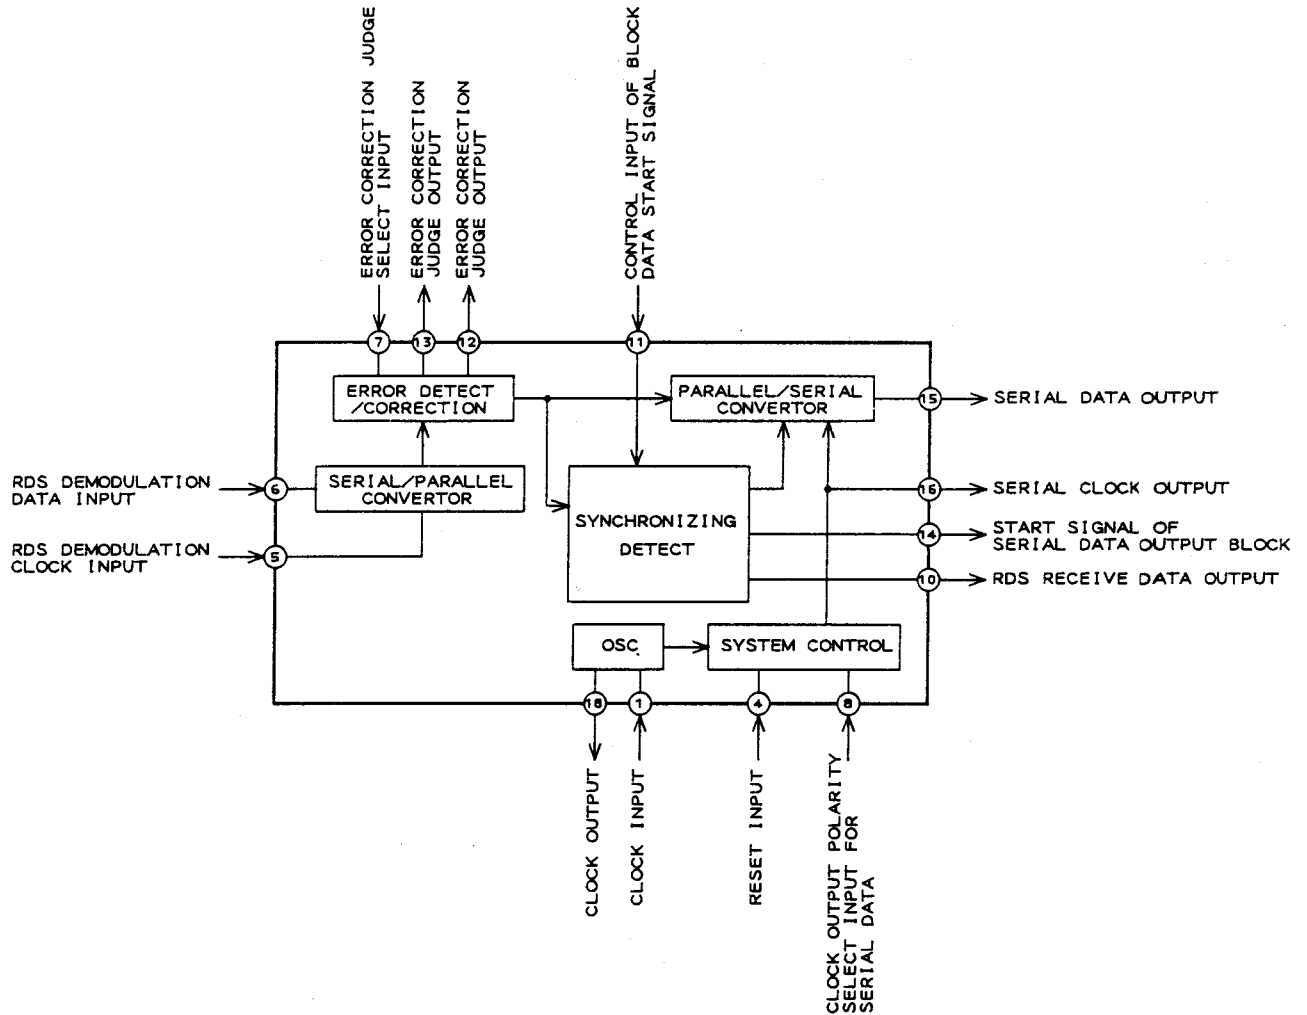 ERROR CORRECTION JUDGE
SELECT INPUT
ERROR CORRECTION
JUDGE OUTPUT
ERROR CORRECTION
JUDGE OUTPUT
CONTROL INPUT OF BLOCK
DATA START SIGNAL
7
13
12
11
ERROR DETECT
/CORRECTION
PARALLEL/SERIAL
CONVERTOR
15
SERIAL DATA OUTPUT
RDS DEMODULATION
DATA INPUT
6
SERIAL/PARALLEL
CONVERTOR
16
SERIAL CLOCK OUTPUT
SYNCHRONIZING
DETECT
14
START SIGNAL OF
SERIAL DATA OUTPUT BLOCK
RDS DEMODULATION
CLOCK INPUT
5
10
RDS RECEIVE DATA OUTPUT
OSC
SYSTEM CONTROL
18
1
4
8
CLOCK OUTPUT
CLOCK INPUT
RESET INPUT
CLOCK OUTPUT POLARITY
SELECT INPUT FOR
SERIAL DATA